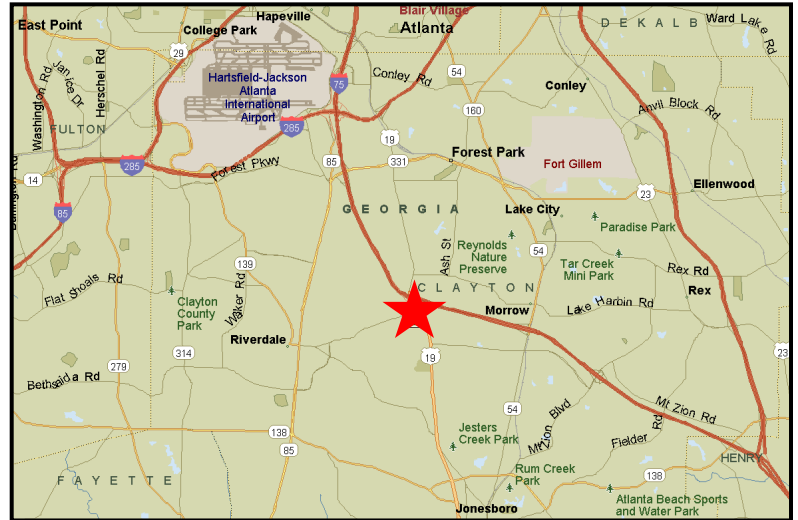 Blair Village
Hapeville
East Point
College Park
Atlanta
DEKALB
Ward Lake Rd
29
Washington Rd
Janice Dr
Herschel Rd
Hartsfield-Jackson
Atlanta
International
Airport
75
Conley Rd
54
Conley
160
Anvil Block Rd
FULTON
285
19
285
Forest Pkwy
85
331
Forest Park
Fort Gillem
14
23
Ellenwood
85
GEORGIA
Lake City
Paradise Park
Ash St
Reynolds
Nature
Preserve
54
Tar Creek
Mini Park
139
Rex Rd
Flat Shoals Rd
Walker Rd
CLAYTON
Rex
Clayton
County
Park
Morrow
Lake Harbin Rd
Riverdale
314
19
279
23
Bethsaida Rd
54
Mt Zion Blvd
Mt Zion Rd
138
85
Jesters
Creek Park
Fielder Rd
HENRY
Rum Creek
Park
138
FAYETTE
Atlanta Beach Sports
and Water Park
Jonesboro